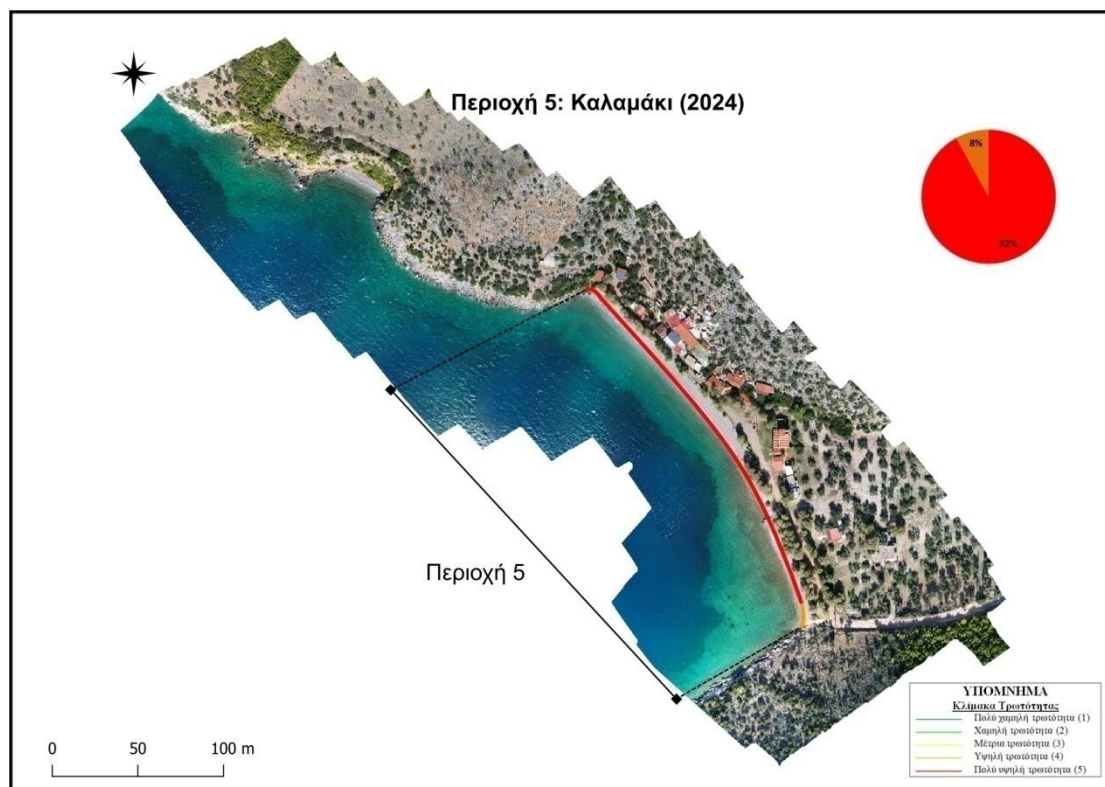 Περιοχή 5: Καλαμάκι (2024)
8%
92%
Περιοχή 5
0 50 100 m
ΥΠΟΜΝΗΜΑ
Κλίμακα Τρωτότητας
Πολύ χαμηλή τρωτότητα (1)
Χαμηλή τρωτότητα (2)
Μέτρια τρωτότητα (3)
Υψηλή τρωτότητα (4)
Πολύ υψηλή τρωτότητα (5)